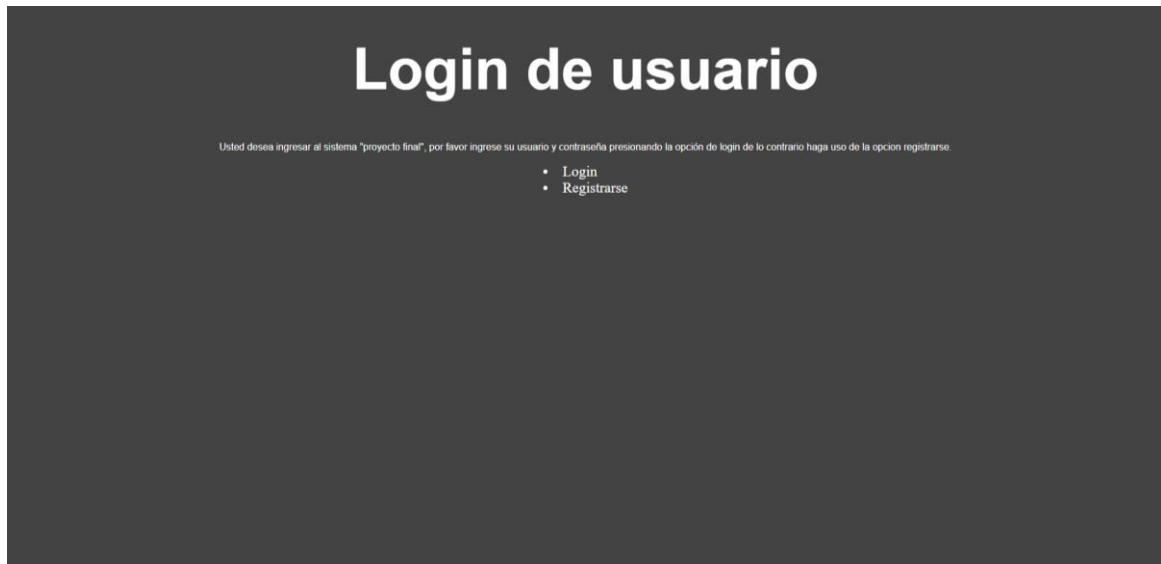 Login de usuario
Usted desea ingresar al sistema "proyecto final", por favor ingrese su usuario y contraseña presionando la opción de login de lo contrario haga uso de la opcion registrarse.
• Login
• Registrarse